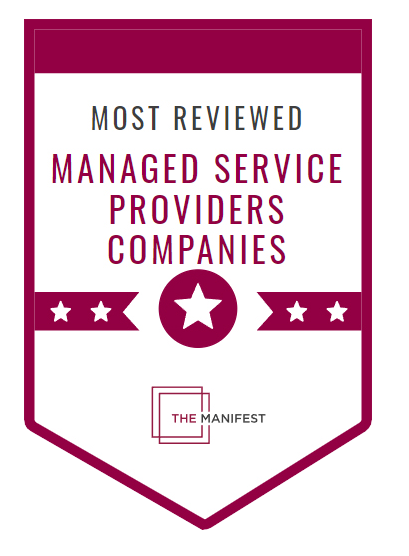 MOST REVIEWED
MANAGED SERVICE
PROVIDERS
COMPANIES
THE MANIFEST